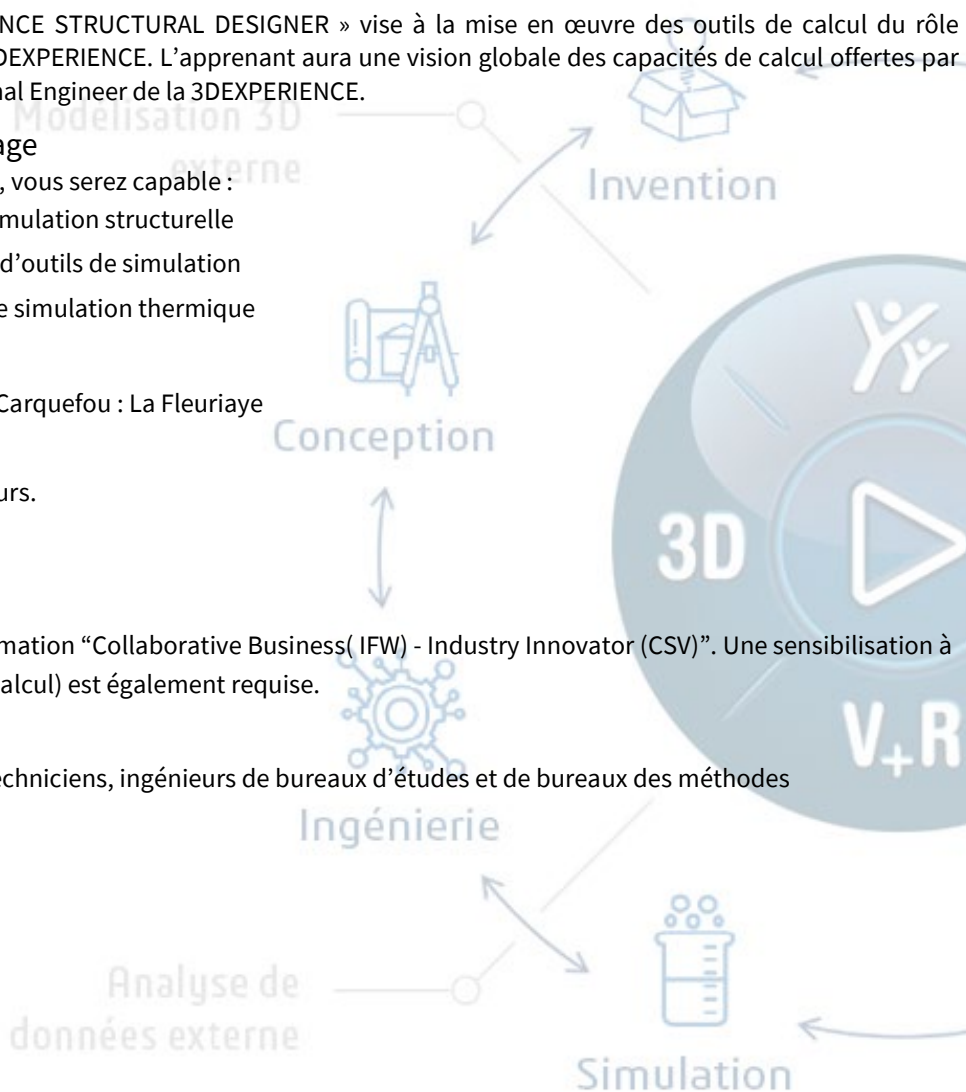 NCE STRUCTURAL DESIGNER » vise à la mise en œuvre des outils de calcul du rôle
DEXPERIENCE. L’apprenant aura une vision globale des capacités de calcul offertes par
nal Engineer de la 3DEXPERIENCE.
Modélisation 3D
externe
age
, vous serez capable :
Invention
mulation structurelle
d’outils de simulation
e simulation thermique
Carquefou : La Fleuriaye
Conception
urs.
3D
rmation “Collaborative Business( IFW) - Industry Innovator (CSV)”. Une sensibilisation à
alcul) est également requise.
V+R
echniciens, ingénieurs de bureaux d’études et de bureaux des méthodes
Ingénierie
Analyse de
données externe
Simulation